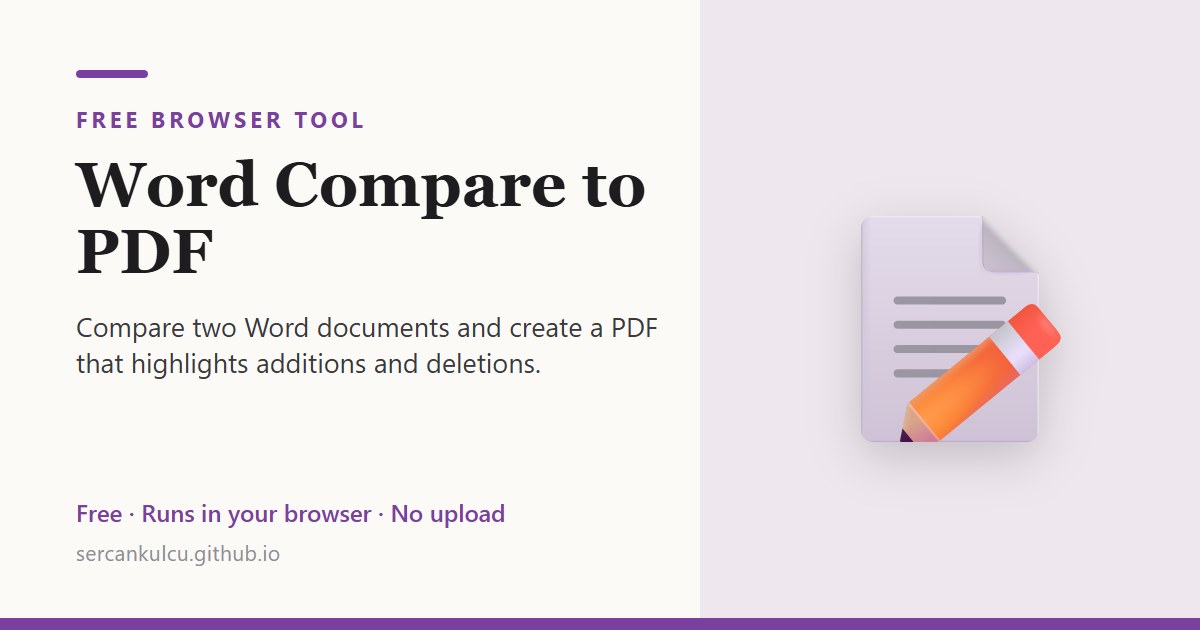 FREE BROWSER TOOL
Word Compare to
PDF
Compare two Word documents and create a PDF
that highlights additions and deletions.
Free · Runs in your browser · No upload
sercankulcu.github.io